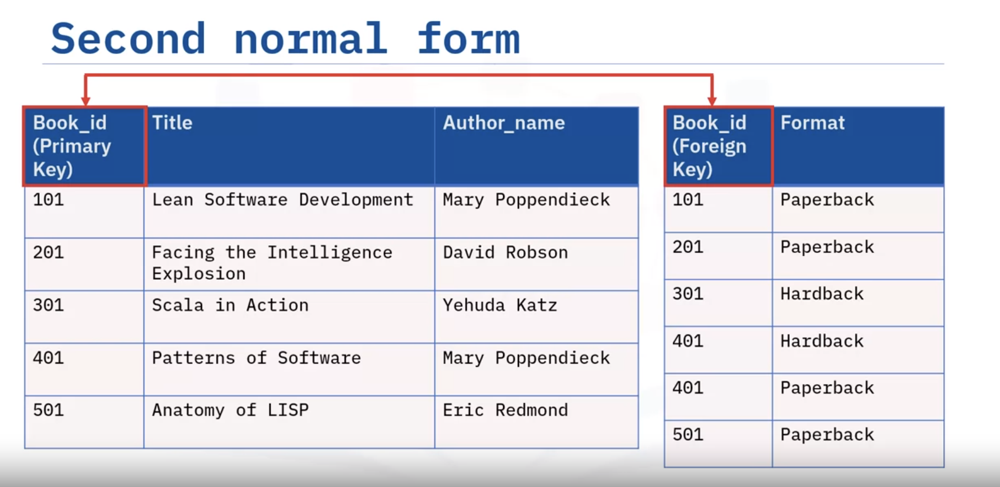 Second normal form
Book_id
(Primary
Key)
Title
Author_name
101
Lean Software Development
Mary Poppendieck
201
Facing the Intelligence
Explosion
David Robson
301
Scala in Action
Yehuda Katz
401
Patterns of Software
Mary Poppendieck
501
Anatomy of LISP
Eric Redmond
Book_id
(Foreign
Key)
Format
101
Paperback
201
Paperback
301
Hardback
401
Hardback
401
Paperback
501
Paperback